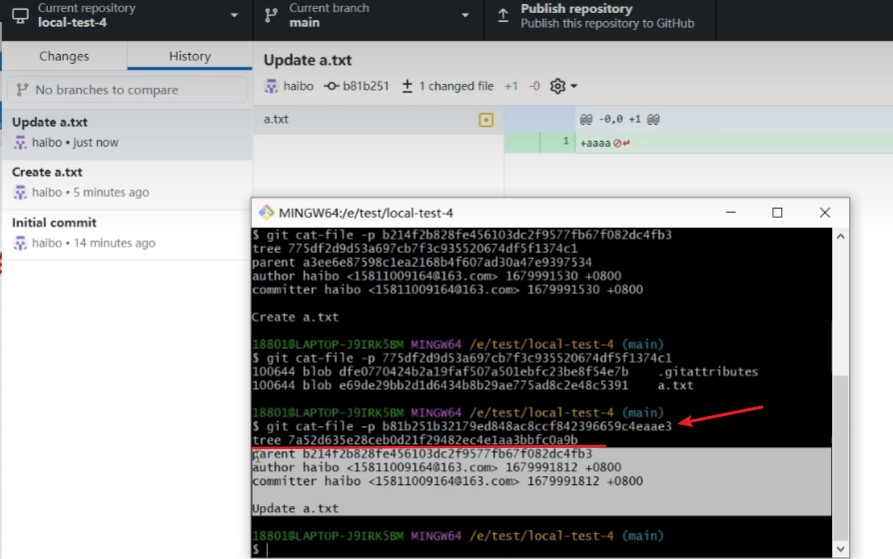 Current repository
local-test-4
Current branch
main
Publish repository
Publish this repository to GitHub
Changes
History
No branches to compare
Update a.txt
haibo • just now
Create a.txt
haibo • 5 minutes ago
Initial commit
haibo • 14 minutes ago
Update a.txt
haibo b81b251 1 changed file +1 -0
a.txt
@@ -0,0 +1 @@
1 +aaaa
MINGW64:/e/test/local-test-4
$ git cat-file -p b214f2b828fe456103dc2f9577fb67f082dc4fb3
tree 775df2d9d53a697cb7f3c935520674df5f1374c1
parent a3ee6e87598c1ea2168b4f607ad30a47e9397534
author haibo <15811009164@163.com> 1679991530 +0800
committer haibo <15811009164@163.com> 1679991530 +0800
Create a.txt
18801@LAPTOP-J9IRK5BM MINGW64 /e/test/local-test-4 (main)
$ git cat-file -p 775df2d9d53a697cb7f3c935520674df5f1374c1
100644 blob dfe0770424b2a19faf507a501ebfc23be8f54e7b .gitattributes
100644 blob e69de29bb2d1d6434b8b29ae775ad8c2e48c5391 a.txt
18801@LAPTOP-J9IRK5BM MINGW64 /e/test/local-test-4 (main)
$ git cat-file -p b81b251b32179ed848ac8ccf842396659c4eaae3
tree 7a52d635e28ceb0d21f29482ec4e1aa3bbfc0a9b
parent b214f2b828fe456103dc2f9577fb67f082dc4fb3
author haibo <15811009164@163.com> 1679991812 +0800
committer haibo <15811009164@163.com> 1679991812 +0800
Update a.txt
18801@LAPTOP-J9IRK5BM MINGW64 /e/test/local-test-4 (main)
$